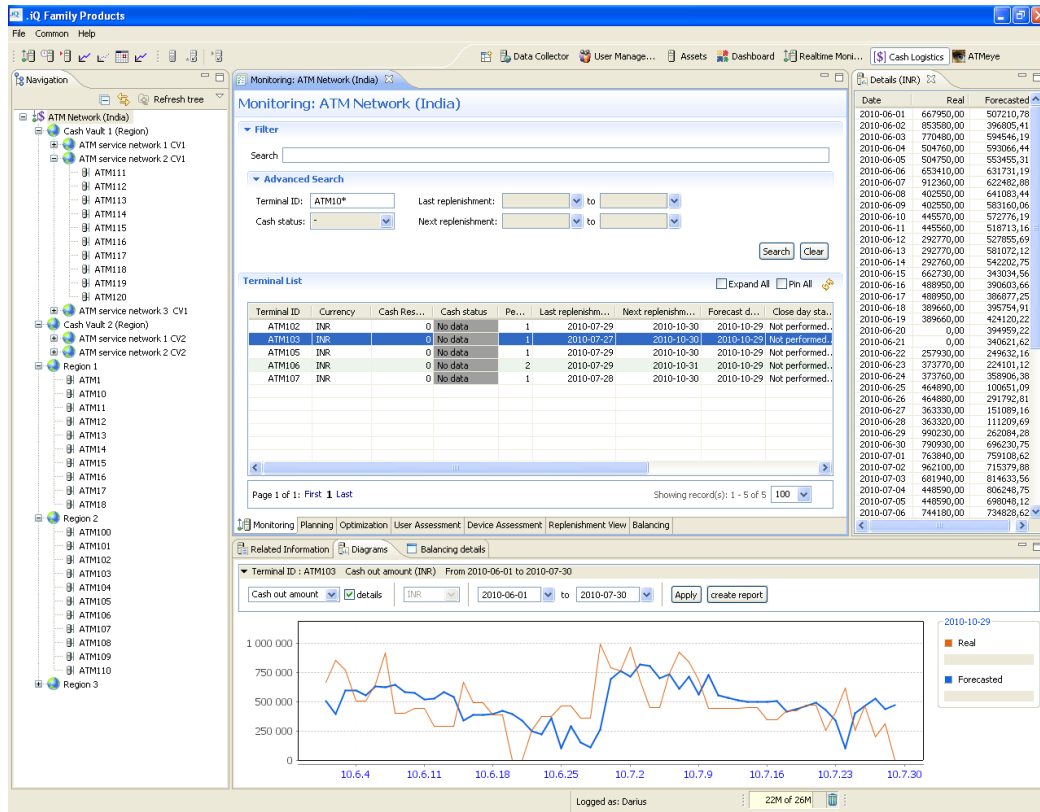 .iQ Family Products
File Common Help
Data Collector User Manage... Assets Dashboard Realtime Moni... [$] Cash Logistics ATMeye
Navigation
Refresh tree
ATM Network (India)
Cash Vault 1 (Region)
ATM service network 1 CV1
ATM service network 2 CV1
ATM111
ATM112
ATM113
ATM114
ATM115
ATM116
ATM117
ATM118
ATM119
ATM120
ATM service network 3 CV1
Cash Vault 2 (Region)
ATM service network 1 CV2
ATM service network 2 CV2
Region 1
ATM1
ATM10
ATM11
ATM12
ATM13
ATM14
ATM15
ATM16
ATM17
ATM18
Region 2
ATM100
ATM101
ATM102
ATM103
ATM104
ATM105
ATM106
ATM107
ATM108
ATM109
ATM110
Region 3
Monitoring: ATM Network (India)
Monitoring: ATM Network (India)
Filter
Search
Advanced Search
Terminal ID: ATM10* Last replenishment: to
Cash status: - Next replenishment: to
Search Clear
Terminal List
Expand All Pin All
Terminal ID Currency Cash Res... Cash status Pe... Last replenishm... Next replenishm... Forecast d... Close day sta...
ATM102 INR 0 No data 1 2010-07-29 2010-10-30 2010-10-29 Not performed..
ATM103 INR 0 No data 1 2010-07-27 2010-10-30 2010-10-29 Not performed..
ATM105 INR 0 No data 1 2010-07-29 2010-10-30 2010-10-29 Not performed..
ATM106 INR 0 No data 2 2010-07-29 2010-10-31 2010-10-29 Not performed..
ATM107 INR 0 No data 1 2010-07-28 2010-10-30 2010-10-29 Not performed..
Page 1 of 1: First 1 Last Showing record(s): 1 - 5 of 5 100
Monitoring Planning Optimization User Assessment Device Assessment Replenishment View Balancing
Details (INR)
Date Real Forecasted
2010-06-01 667950,00 507210,78
2010-06-02 853580,00 396805,41
2010-06-03 770480,00 594546,19
2010-06-04 504760,00 593066,44
2010-06-05 504750,00 553455,31
2010-06-06 653410,00 631731,19
2010-06-07 912360,00 622482,88
2010-06-08 402550,00 641083,44
2010-06-09 402550,00 583160,06
2010-06-10 445570,00 572776,19
2010-06-11 445560,00 518713,16
2010-06-12 292770,00 527855,69
2010-06-13 292770,00 581072,12
2010-06-14 292760,00 542202,75
2010-06-15 662730,00 343034,56
2010-06-16 488950,00 390603,66
2010-06-17 488950,00 386877,25
2010-06-18 389660,00 395754,91
2010-06-19 389660,00 424120,22
2010-06-20 0,00 394959,22
2010-06-21 0,00 340621,62
2010-06-22 257930,00 249632,16
2010-06-23 373770,00 224101,12
2010-06-24 373760,00 358906,38
2010-06-25 464890,00 100651,09
2010-06-26 464880,00 291792,81
2010-06-27 363330,00 151089,16
2010-06-28 363320,00 111209,69
2010-06-29 990230,00 262084,28
2010-06-30 790930,00 696230,75
2010-07-01 763840,00 759108,62
2010-07-02 962100,00 715379,88
2010-07-03 681940,00 814633,56
2010-07-04 448590,00 806248,75
2010-07-05 448590,00 698048,12
2010-07-06 744180,00 734828,62
Related Information Diagrams Balancing details
Terminal ID : ATM103 Cash out amount (INR) From 2010-06-01 to 2010-07-30
Cash out amount details INR 2010-06-01 to 2010-07-30 Apply create report
1 000 000
750 000
500 000
250 000
0
10.6.4 10.6.11 10.6.18 10.6.25 10.7.2 10.7.9 10.7.16 10.7.23 10.7.30
2010-10-29
Real
Forecasted
Logged as: Darius 22M of 26M